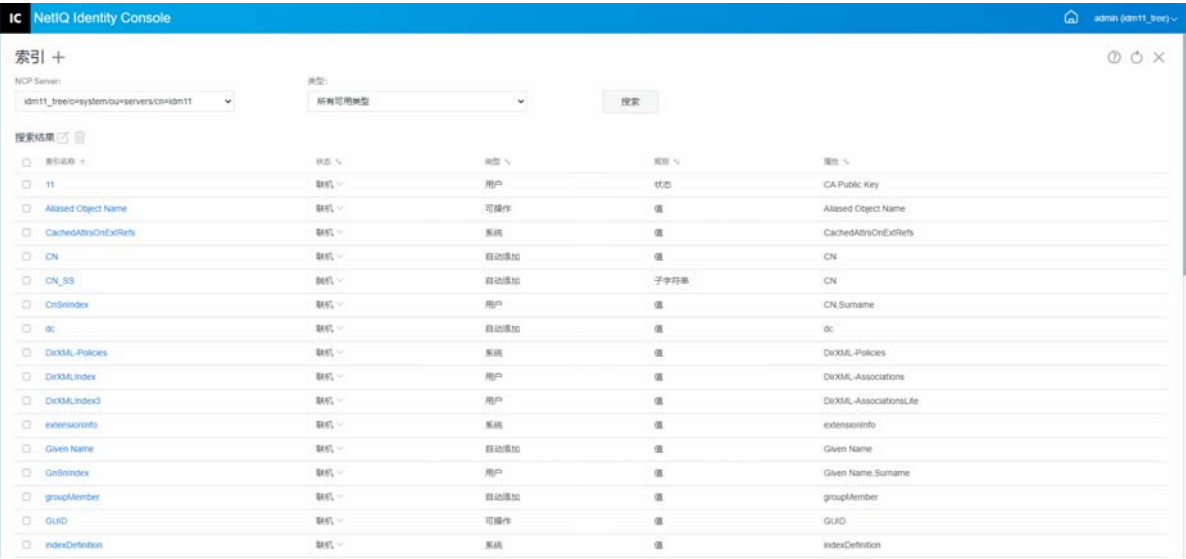 IC NetIQ Identity Console admin (idm11_tree)
索引 +
NCP Server: 类型:
idm11_tree/o=system/ou=servers/cn=idm11 所有可用类型 搜索
搜索结果
索引名称 状态 类型 规则 属性
11 联机 用户 状态 CA Public Key
Aliased Object Name 联机 可操作 值 Aliased Object Name
CachedAttrsOnExtRefs 联机 系统 值 CachedAttrsOnExtRefs
CN 联机 自动添加 值 CN
CN_SS 联机 自动添加 子字符串 CN
CnSnIndex 联机 用户 值 CN,Surname
dc 联机 自动添加 值 dc
DirXML-Policies 联机 系统 值 DirXML-Policies
DirXMLIndex 联机 用户 值 DirXML-Associations
DirXMLIndex3 联机 用户 值 DirXML-AssociationsLite
extensionInfo 联机 系统 值 extensionInfo
Given Name 联机 自动添加 值 Given Name
GnSnIndex 联机 用户 值 Given Name,Surname
groupMember 联机 自动添加 值 groupMember
GUID 联机 可操作 值 GUID
indexDefinition 联机 系统 值 indexDefinition